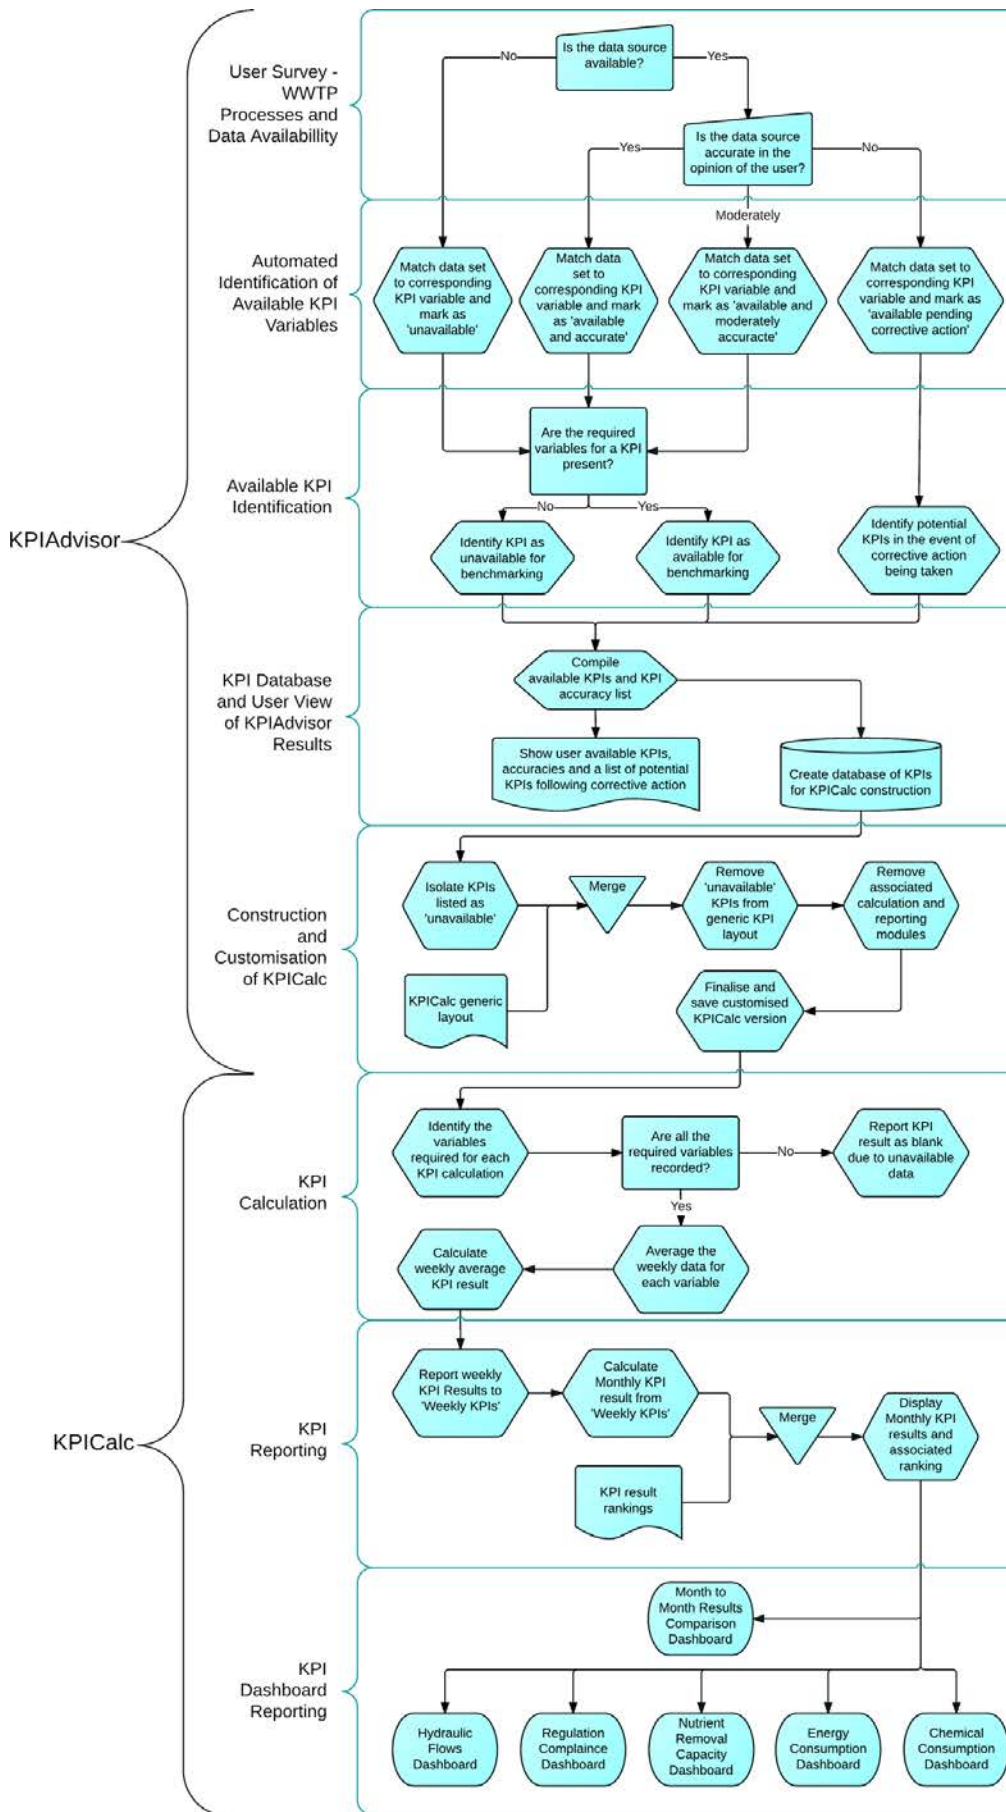 Is the data source
available?
No
Yes
User Survey -
WWTP
Processes and
Data Availabillity
Is the data source
accurate in the
opinion of the user?
Yes
No
Moderately
Automated
Identification of
Available KPI
Variables
Match data set
to corresponding
KPI variable and
mark as
'unavailable'
Match data
set to
corresponding KPI
variable and mark
as 'available
and accurate'
Match data set
to corresponding
KPI variable and
mark as 'available and
moderately
accuracte'
Match data set to
corresponding KPI
variable and mark as
'available pending
corrective action'
Available KPI
Identification
Are the required
variables for a KPI
present?
No
Yes
Identify KPI as
unavailable for
benchmarking
Identify KPI as
available for
benchmarking
Identify potential
KPIs in the event of
corrective action
being taken
KPIAdvisor
KPI Database
and User View
of KPIAdvisor
Results
Compile
available KPIs and KPI
accuracy list
Show user available KPIs,
accuracies and a list of potential
KPIs following corrective action
Create database of KPIs
for KPICalc construction
Construction
and
Customisation
of KPICalc
Isolate KPIs
listed as
'unavailable'
Merge
Remove
'unavailable'
KPIs from
generic KPI
layout
Remove
associated
calculation and
reporting
modules
KPICalc generic
layout
Finalise and
save customised
KPICalc version
KPI
Calculation
Identify the
variables
required for each
KPI calculation
Are all the
required variables
recorded?
No
Report KPI
result as blank
due to unavailable
data
Yes
Calculate
weekly average
KPI result
Average the
weekly data for
each variable
KPICalc
KPI
Reporting
Report weekly
KPI Results to
'Weekly KPIs'
Calculate
Monthly KPI
result from
'Weekly KPIs'
Merge
Display
Monthly KPI
results and
associated
ranking
KPI result
rankings
KPI
Dashboard
Reporting
Month to
Month Results
Comparison
Dashboard
Hydraulic
Flows
Dashboard
Regulation
Complaince
Dashboard
Nutrient
Removal
Capacity
Dashboard
Energy
Consumption
Dashboard
Chemical
Consumption
Dashboard